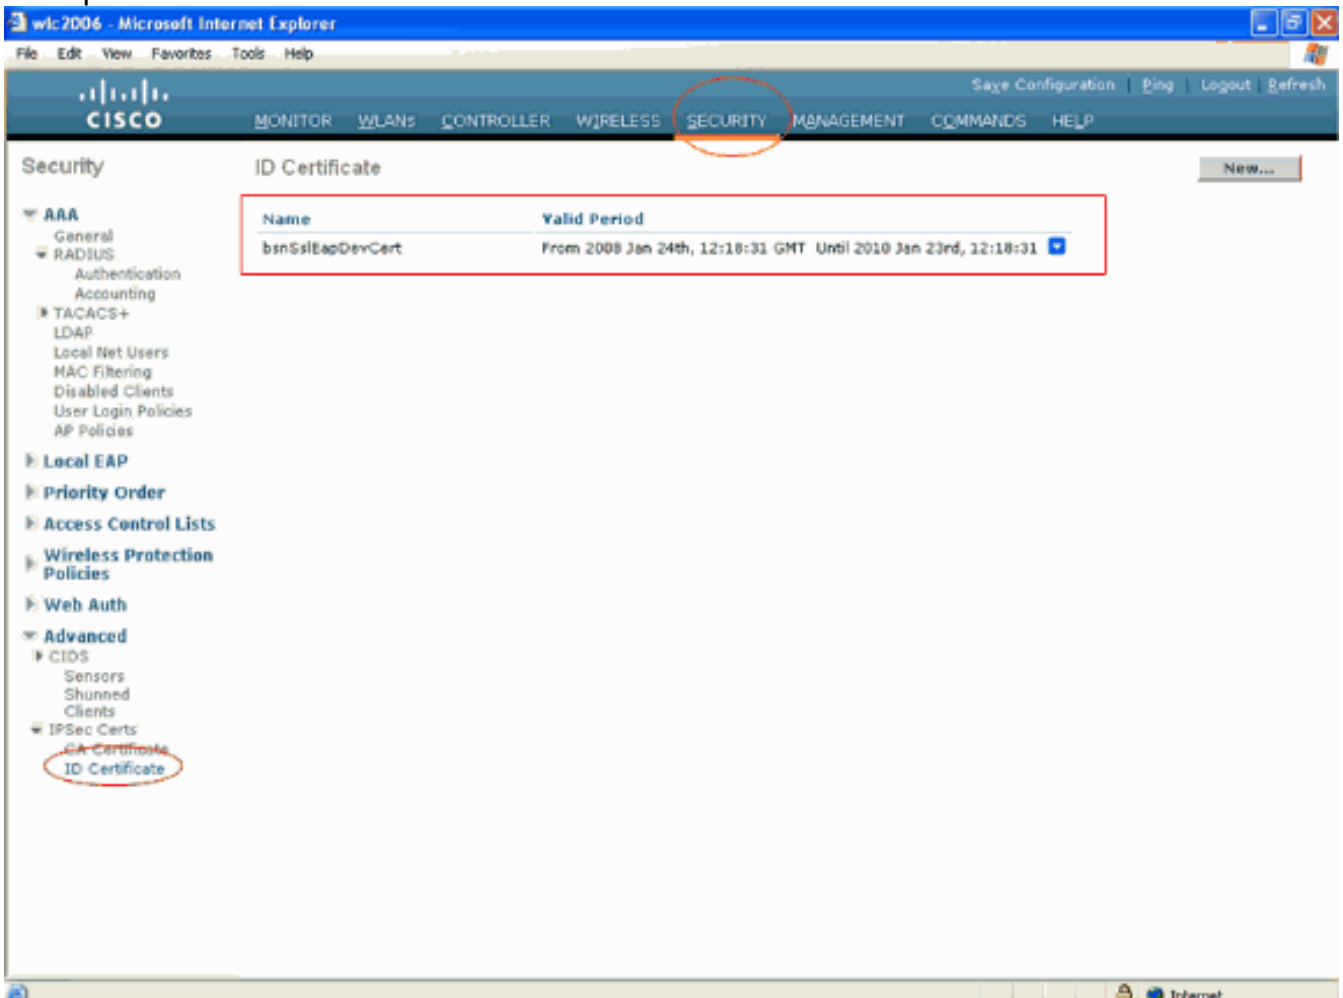 wlc2006 - Microsoft Internet Explorer
File Edit View Favorites Tools Help
Save Configuration Ping Logout Refresh
CISCO
MONITOR WLANs CONTROLLER WIRELESS SECURITY MANAGEMENT COMMANDS HELP
Security
ID Certificate
New...
AAA
General
RADIUS
Authentication
Accounting
TACACS+
LDAP
Local Net Users
MAC Filtering
Disabled Clients
User Login Policies
AP Policies
Local EAP
Priority Order
Access Control Lists
Wireless Protection
Policies
Web Auth
Advanced
CIDS
Sensors
Shunned
Clients
IPSec Certs
CA Certificate
ID Certificate
Name Valid Period
bsnSslEapDevCert From 2008 Jan 24th, 12:18:31 GMT Until 2010 Jan 23rd, 12:18:31
Internet